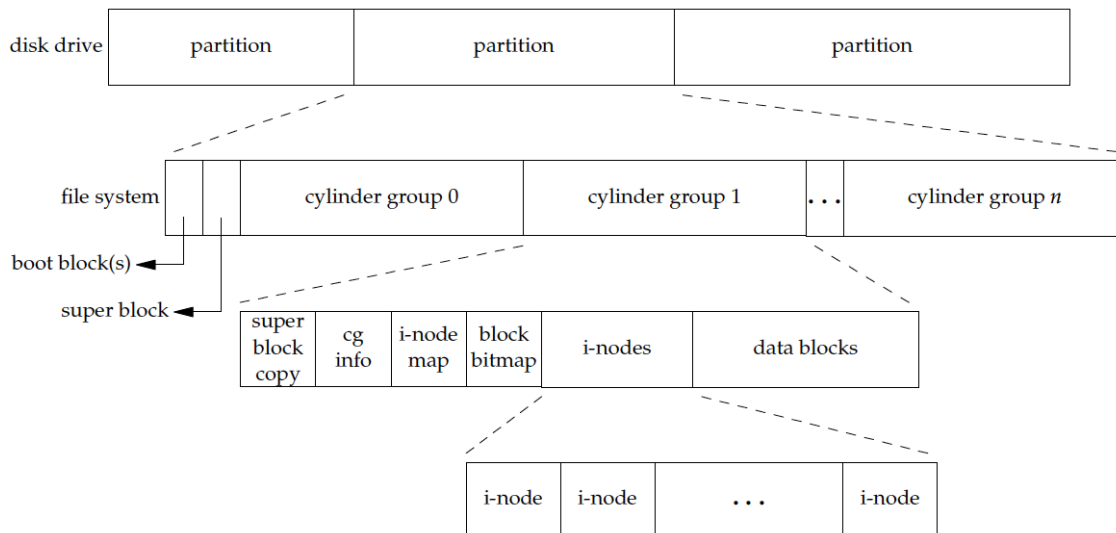 disk drive
partition
partition
partition
file system
cylinder group 0
cylinder group 1
...
cylinder group n
boot block(s)
super block
super
block
copy
cg
info
i-node
map
block
bitmap
i-nodes
data blocks
i-node
i-node
...
i-node